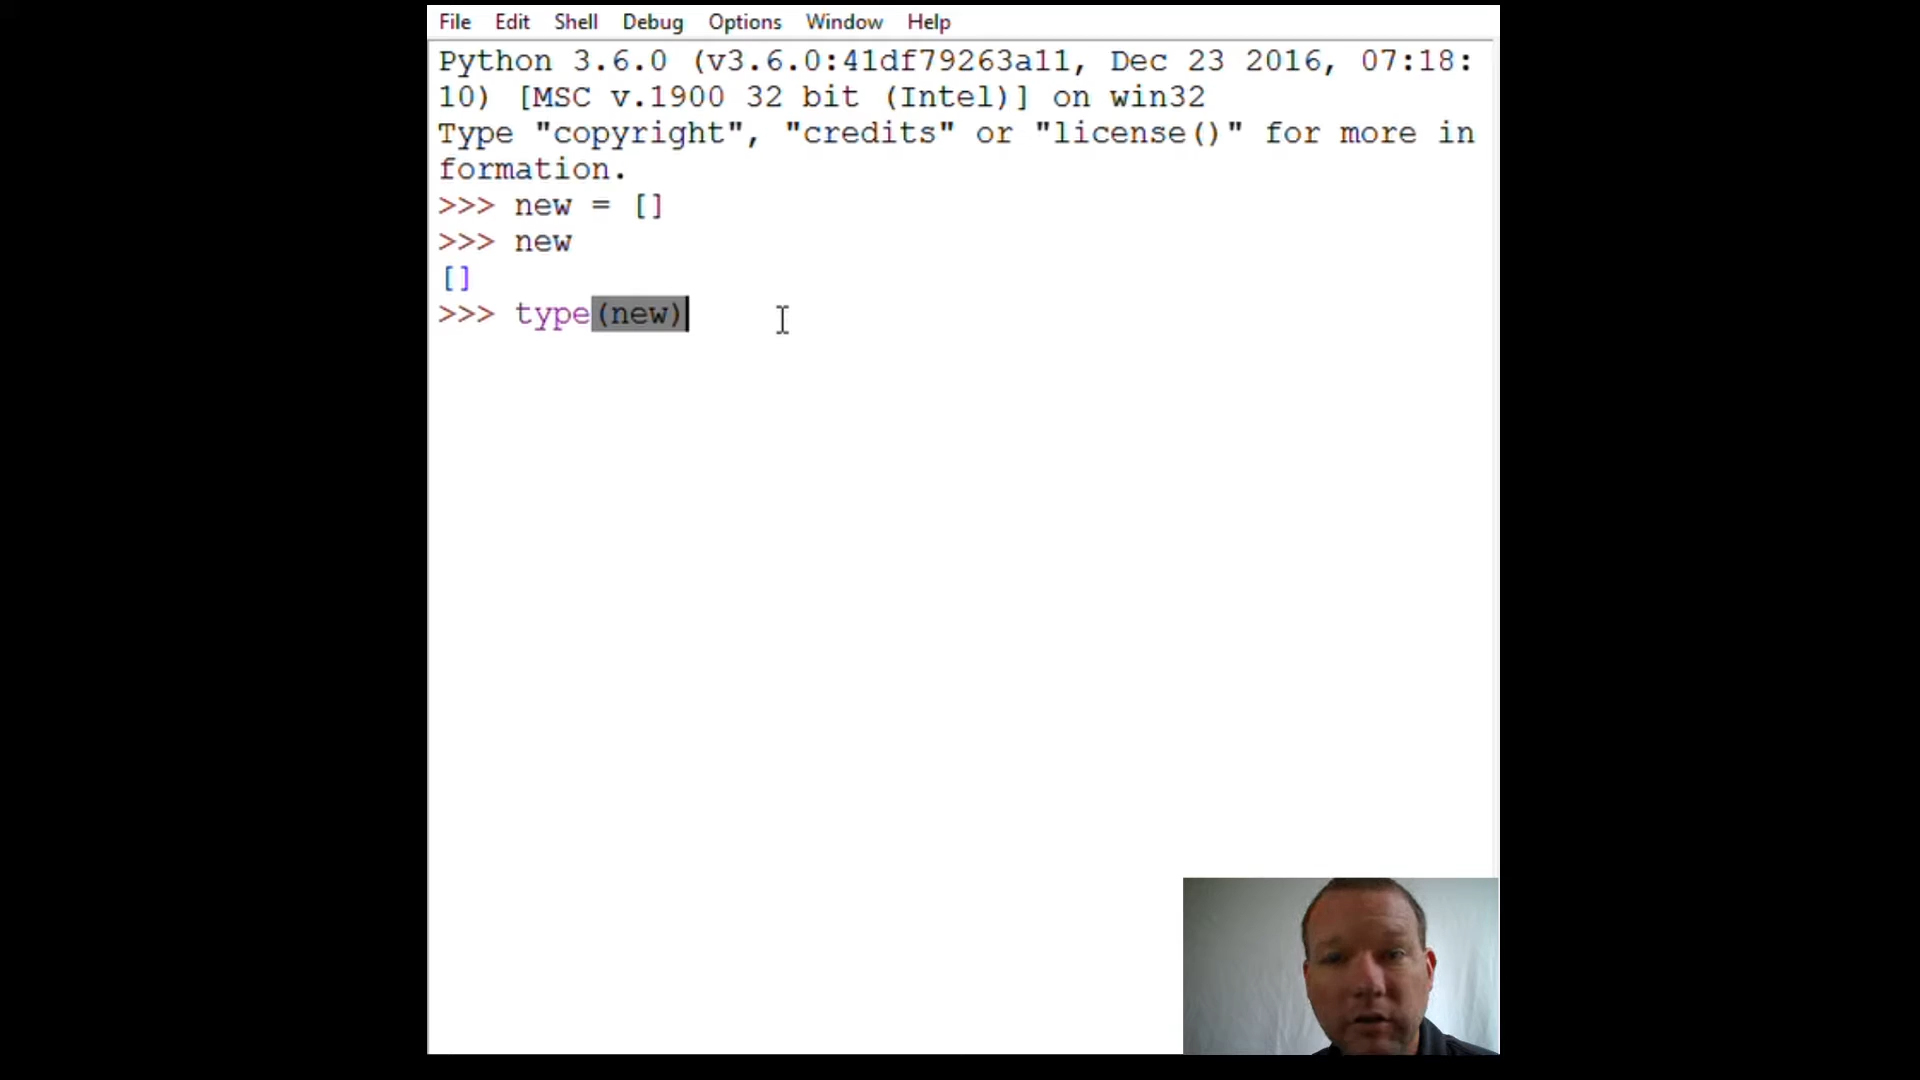 File Edit Shell Debug Options Window Help
Python 3.6.0 (v3.6.0:41df79263a11, Dec 23 2016, 07:18:
10) [MSC v.1900 32 bit (Intel)] on win32
Type "copyright", "credits" or "license()" for more in
formation.
>>> new = []
>>> new
[]
>>> type(new)